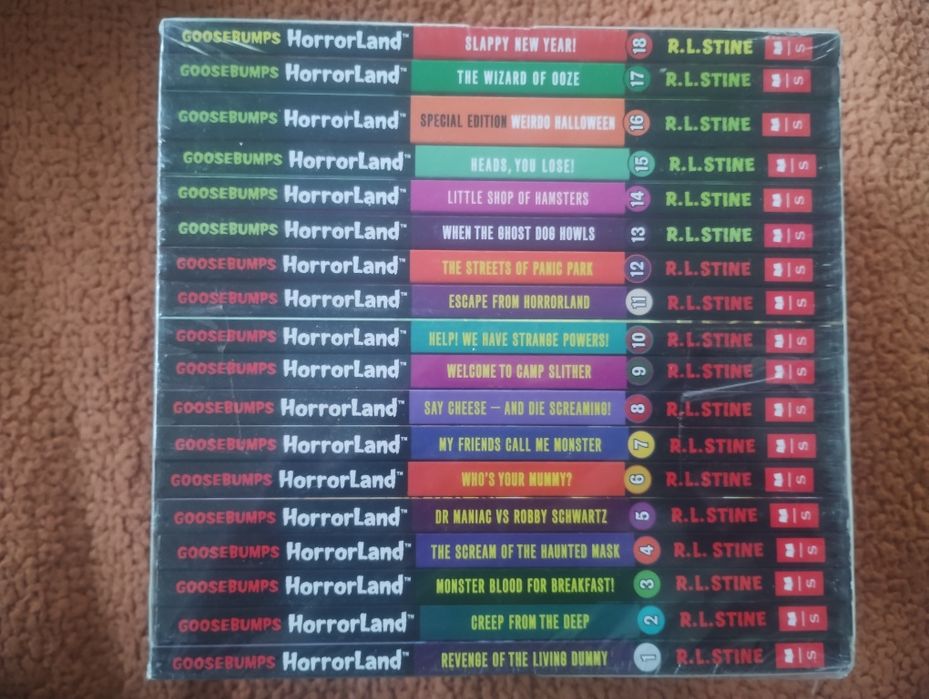 GOOSEBUMPS HorrorLand™ SLAPPY NEW YEAR! 18 R.L.STINE S
GOOSEBUMPS HorrorLand™ THE WIZARD OF OOZE 17 R.L.STINE S
GOOSEBUMPS HorrorLand™ SPECIAL EDITION WEIRDO HALLOWEEN 16 R.L.STINE S
GOOSEBUMPS HorrorLand™ HEADS, YOU LOSE! 15 R.L.STINE S
GOOSEBUMPS HorrorLand™ LITTLE SHOP OF HAMSTERS 14 R.L.STINE S
GOOSEBUMPS HorrorLand™ WHEN THE GHOST DOG HOWLS 13 R.L.STINE S
GOOSEBUMPS HorrorLand™ THE STREETS OF PANIC PARK 12 R.L.STINE S
GOOSEBUMPS HorrorLand™ ESCAPE FROM HORRORLAND 11 R.L.STINE S
GOOSEBUMPS HorrorLand™ HELP! WE HAVE STRANGE POWERS! 10 R.L.STINE S
GOOSEBUMPS HorrorLand™ WELCOME TO CAMP SLITHER 9 R.L.STINE S
GOOSEBUMPS HorrorLand™ SAY CHEESE — AND DIE SCREAMING! 8 R.L.STINE S
GOOSEBUMPS HorrorLand™ MY FRIENDS CALL ME MONSTER 7 R.L.STINE S
GOOSEBUMPS HorrorLand™ WHO'S YOUR MUMMY? 6 R.L.STINE S
GOOSEBUMPS HorrorLand™ DR MANIAC VS ROBBY SCHWARTZ 5 R.L.STINE S
GOOSEBUMPS HorrorLand™ THE SCREAM OF THE HAUNTED MASK 4 R.L. STINE S
GOOSEBUMPS HorrorLand™ MONSTER BLOOD FOR BREAKFAST! 3 R.L.STINE S
GOOSEBUMPS HorrorLand™ CREEP FROM THE DEEP 2 R.L.STINE S
GOOSEBUMPS HorrorLand™ REVENGE OF THE LIVING DUMMY 1 R.L.STINE S